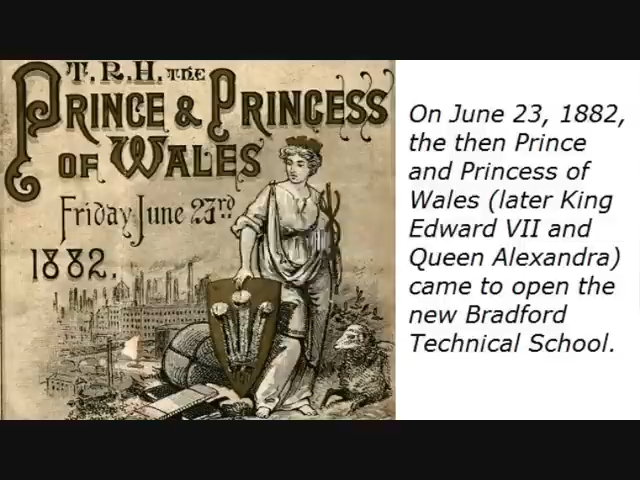 T.R.H. THE
PRINCE & PRINCESS
OF WALES
Friday June 23rd
1882.
On June 23, 1882,
the then Prince
and Princess of
Wales (later King
Edward VII and
Queen Alexandra)
came to open the
new Bradford
Technical School.